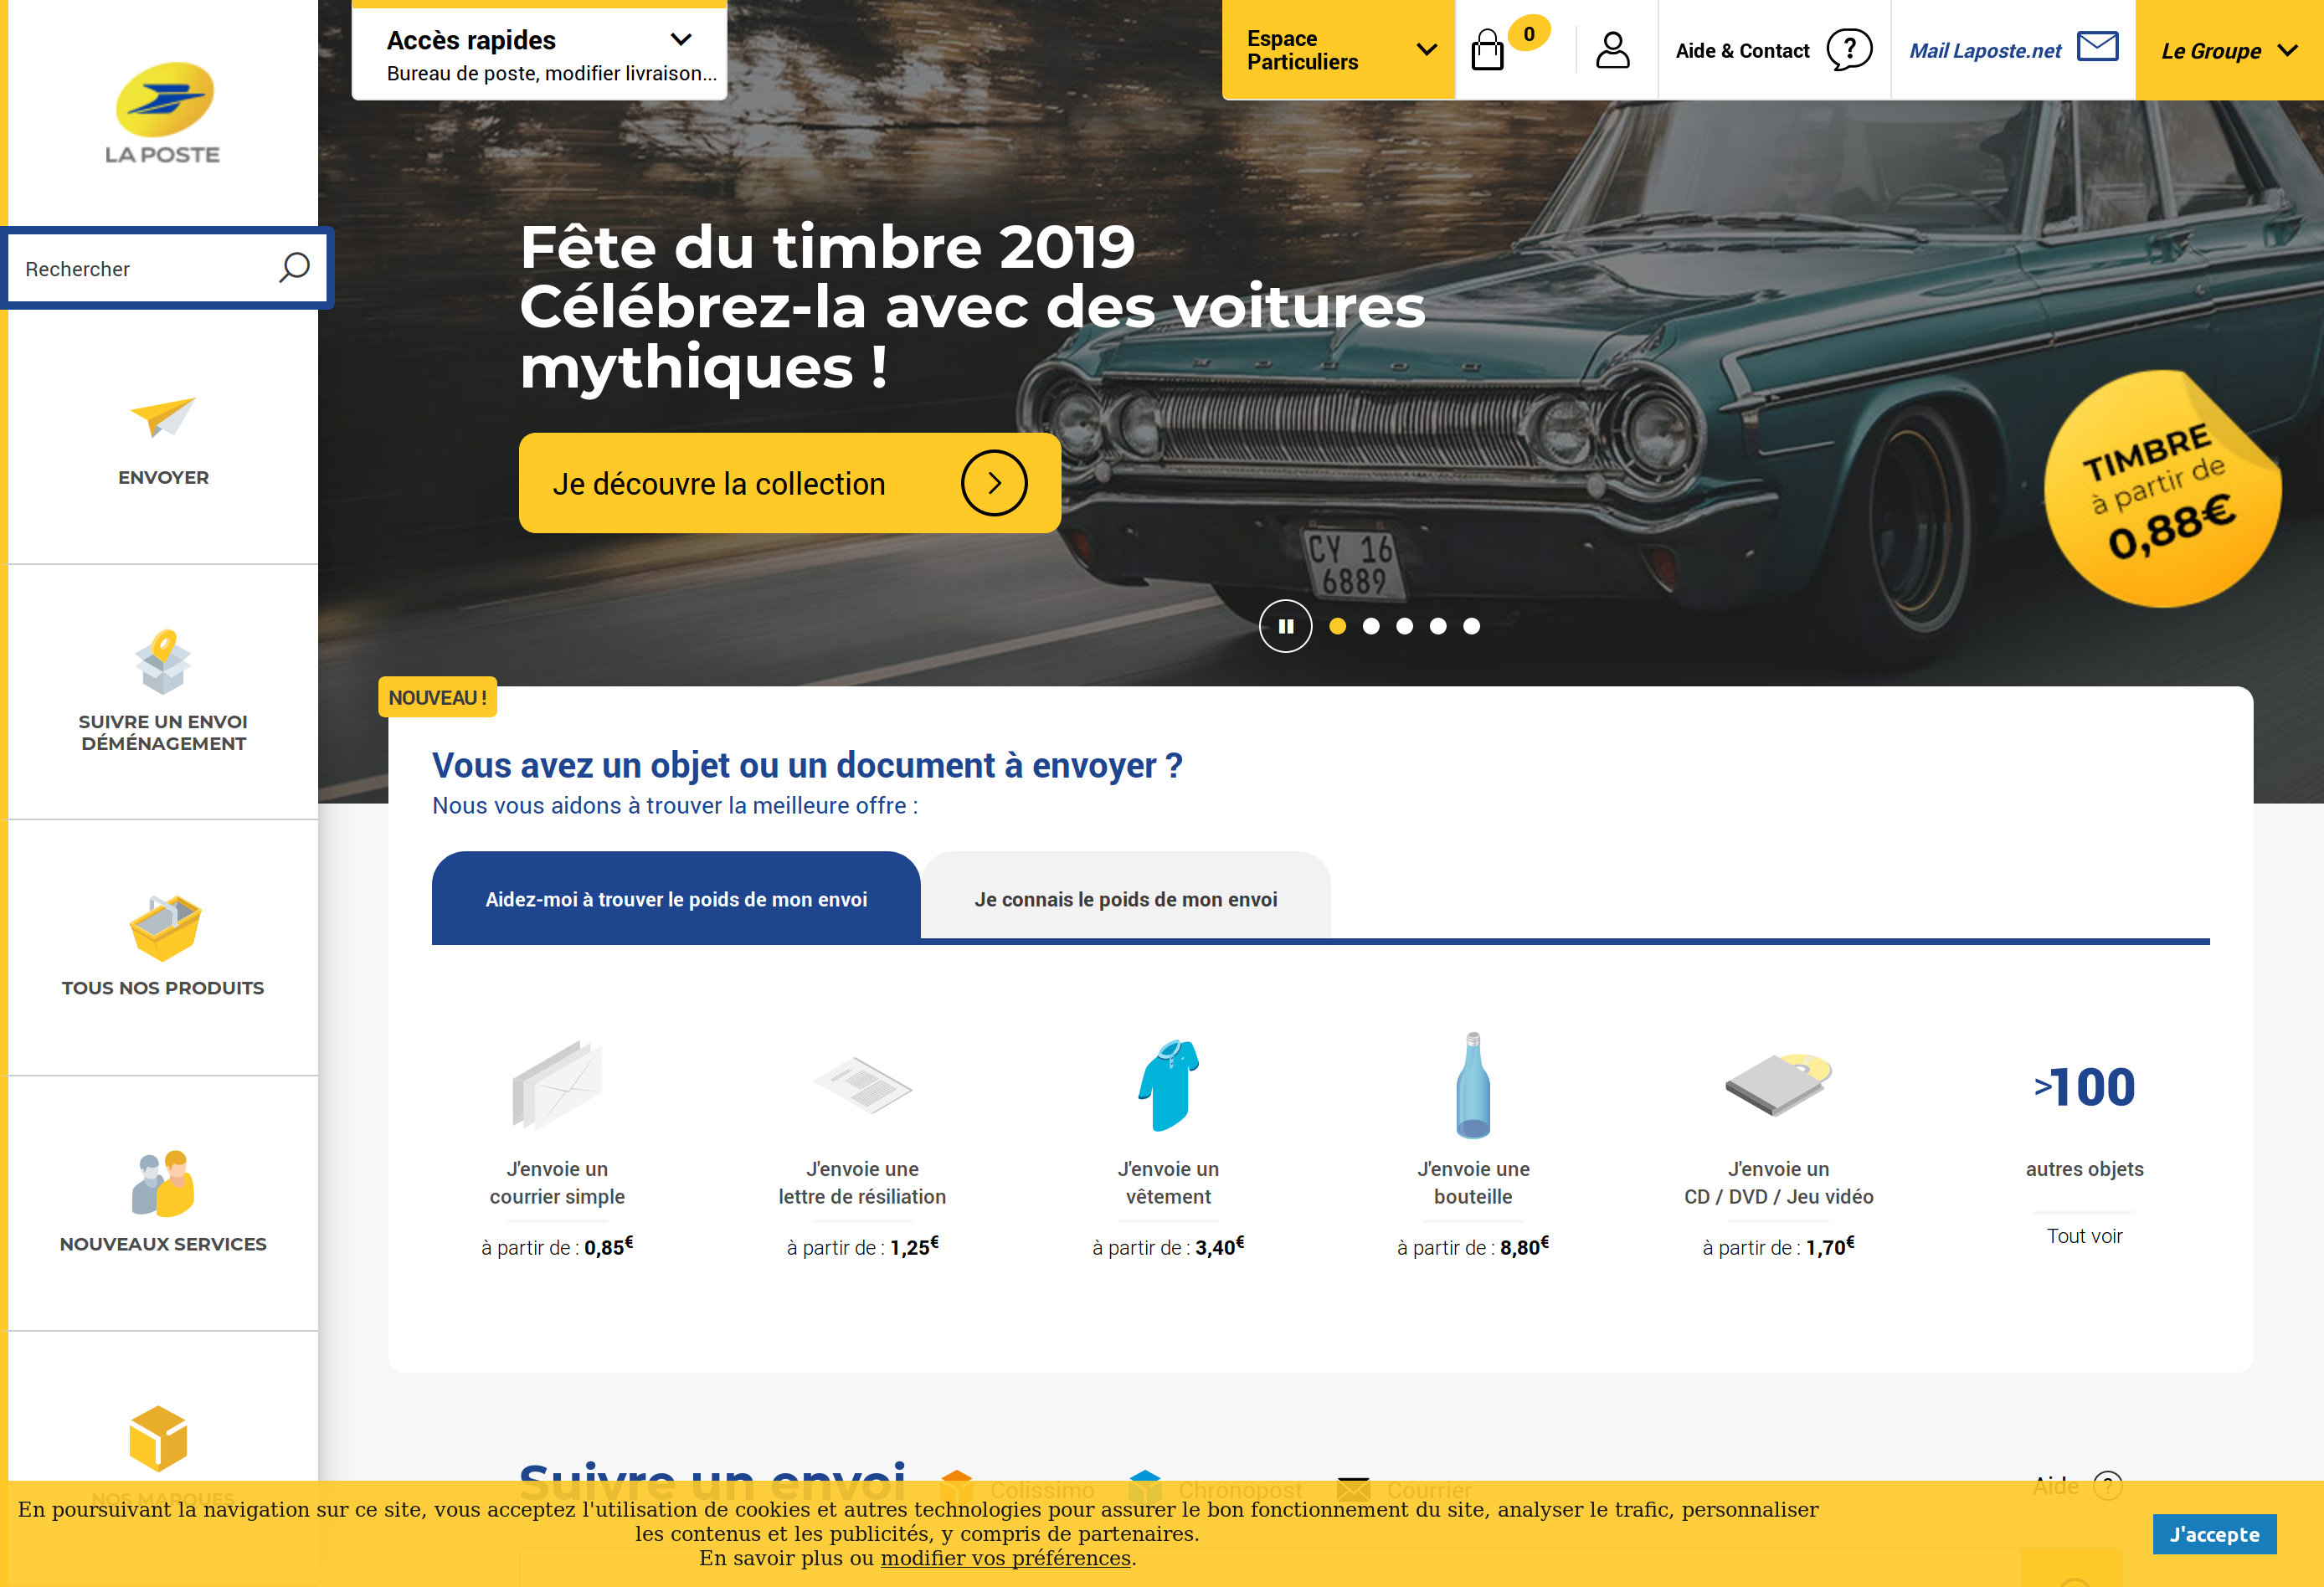 LA POSTE
Rechercher
ENVOYER
SUIVRE UN ENVOI
DÉMÉNAGEMENT
TOUS NOS PRODUITS
NOUVEAUX SERVICES
NOS MARQUES
Accès rapides
Bureau de poste, modifier livraison...
Espace
Particuliers
0
Aide & Contact
?
Mail Laposte.net
Le Groupe
Fête du timbre 2019
Célébrez-la avec des voitures
mythiques !
Je découvre la collection
CY 16
6889
TIMBRE
à partir de
0,88€
NOUVEAU !
Vous avez un objet ou un document à envoyer ?
Nous vous aidons à trouver la meilleure offre :
Aidez-moi à trouver le poids de mon envoi
Je connais le poids de mon envoi
J'envoie un
courrier simple
à partir de : 0,85€
J'envoie une
lettre de résiliation
à partir de : 1,25€
J'envoie un
vêtement
à partir de : 3,40€
J'envoie une
bouteille
à partir de : 8,80€
J'envoie un
CD / DVD / Jeu vidéo
à partir de : 1,70€
>100
autres objets
Tout voir
Suivre un envoi
Colissimo
Chronopost
Courrier
Aide ?
En poursuivant la navigation sur ce site, vous acceptez l'utilisation de cookies et autres technologies pour assurer le bon fonctionnement du site, analyser le trafic, personnaliser
les contenus et les publicités, y compris de partenaires.
En savoir plus ou modifier vos préférences.
J'accepte